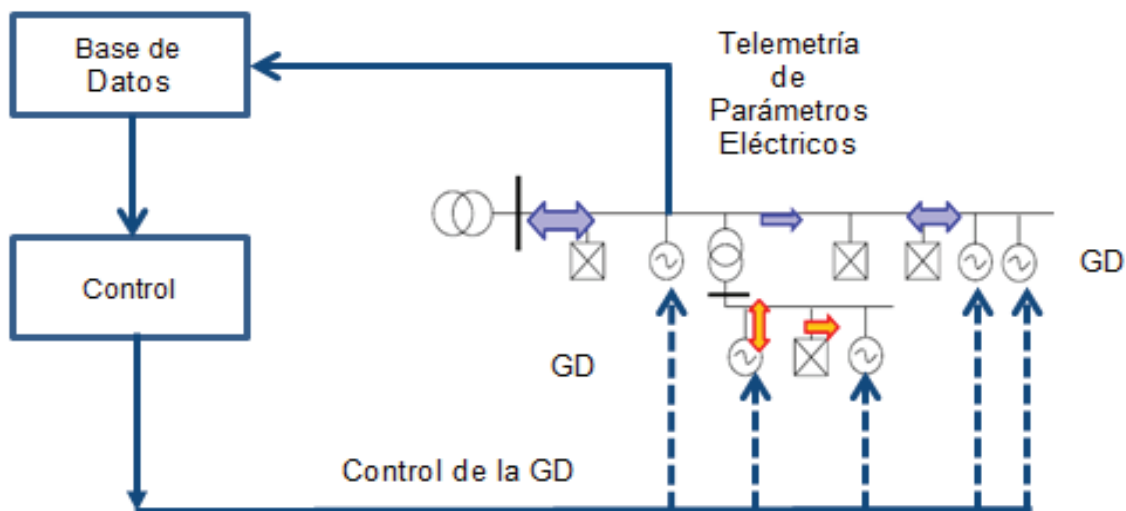 Base de
Datos
Telemetría
de
Parámetros
Eléctricos
Control
GD
GD
Control de la GD